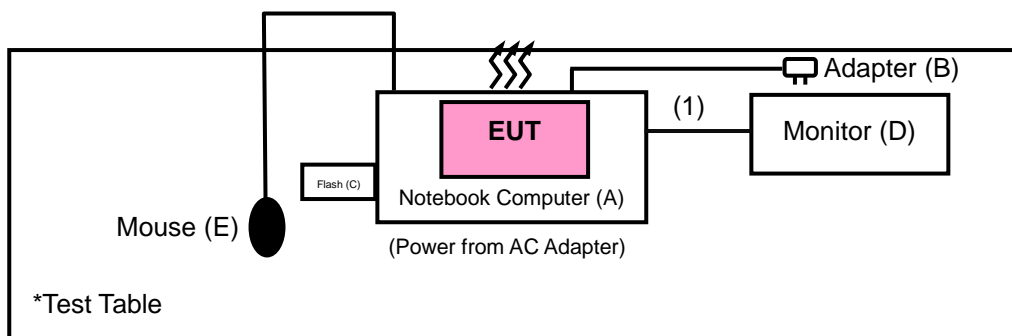 Adapter (B)
(1)
EUT
Monitor (D)
Flash (C)
Notebook Computer (A)
Mouse (E)
(Power from AC Adapter)
*Test Table